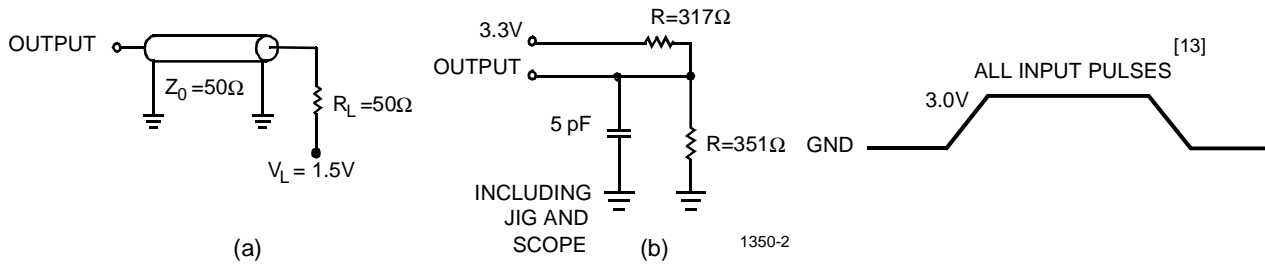 OUTPUT
Z0 =50Ω
RL =50Ω
VL = 1.5V
(a)
R=317Ω
3.3V
OUTPUT
5 pF
R=351Ω
INCLUDING
JIG AND
SCOPE
(b)
1350-2
[13]
ALL INPUT PULSES
3.0V
GND